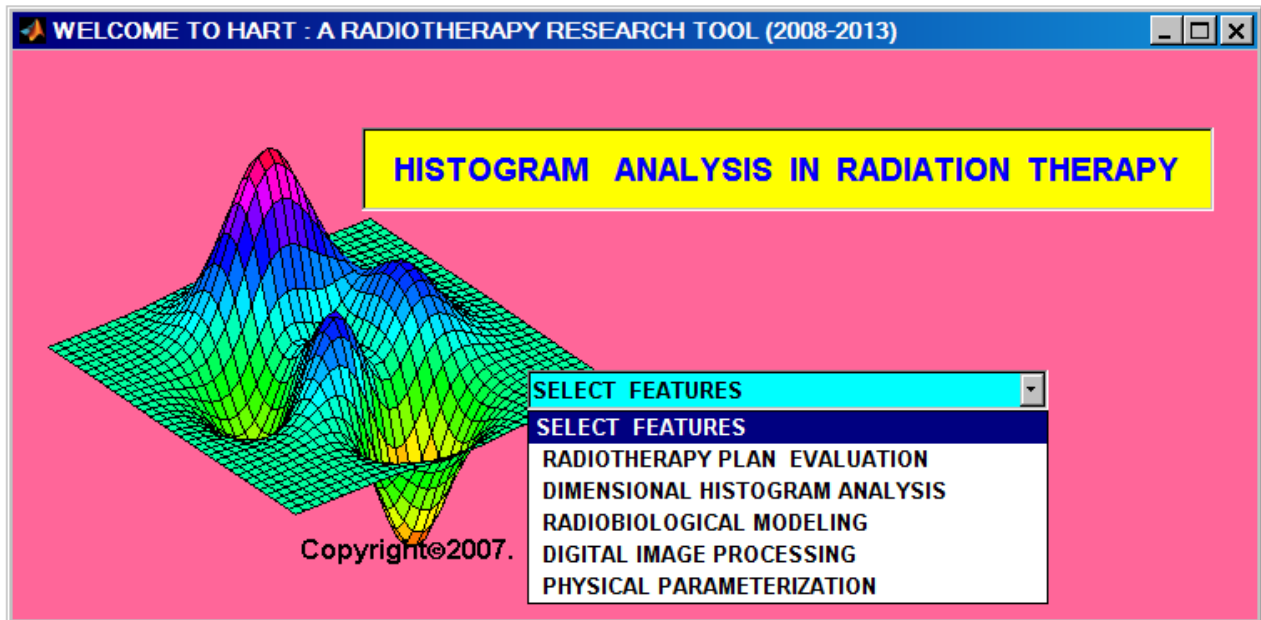 WELCOME TO HART : A RADIOTHERAPY RESEARCH TOOL (2008-2013)
HISTOGRAM ANALYSIS IN RADIATION THERAPY
SELECT FEATURES
SELECT FEATURES
RADIOTHERAPY PLAN EVALUATION
DIMENSIONAL HISTOGRAM ANALYSIS
RADIOBIOLOGICAL MODELING
DIGITAL IMAGE PROCESSING
PHYSICAL PARAMETERIZATION
Copyright©2007.